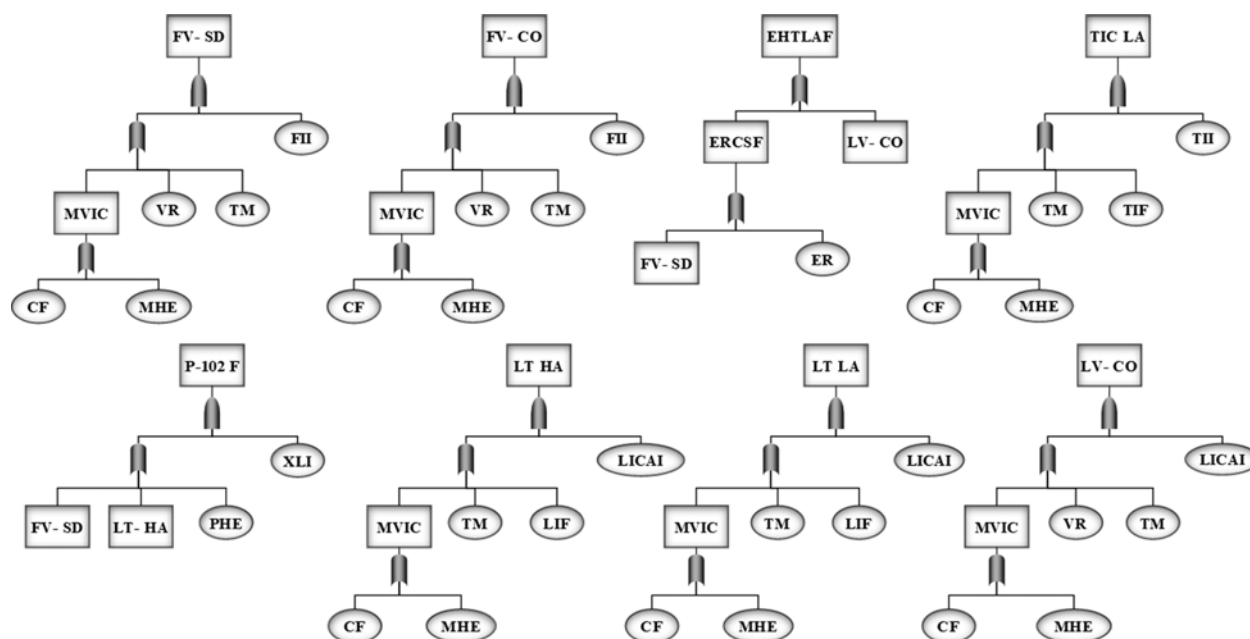 FV- SD
FV- CO
EHTLAF
TIC LA
FII
FII
ERCSF
LV- CO
TII
MVIC
VR
TM
MVIC
VR
TM
MVIC
TM
TIF
FV- SD
ER
CF
MHE
CF
MHE
CF
MHE
P-102 F
LT HA
LT LA
LV- CO
XLI
LICAI
LICAI
LICAI
FV- SD
LT- HA
PHE
MVIC
TM
LIF
MVIC
TM
LIF
MVIC
VR
TM
CF
MHE
CF
MHE
CF
MHE